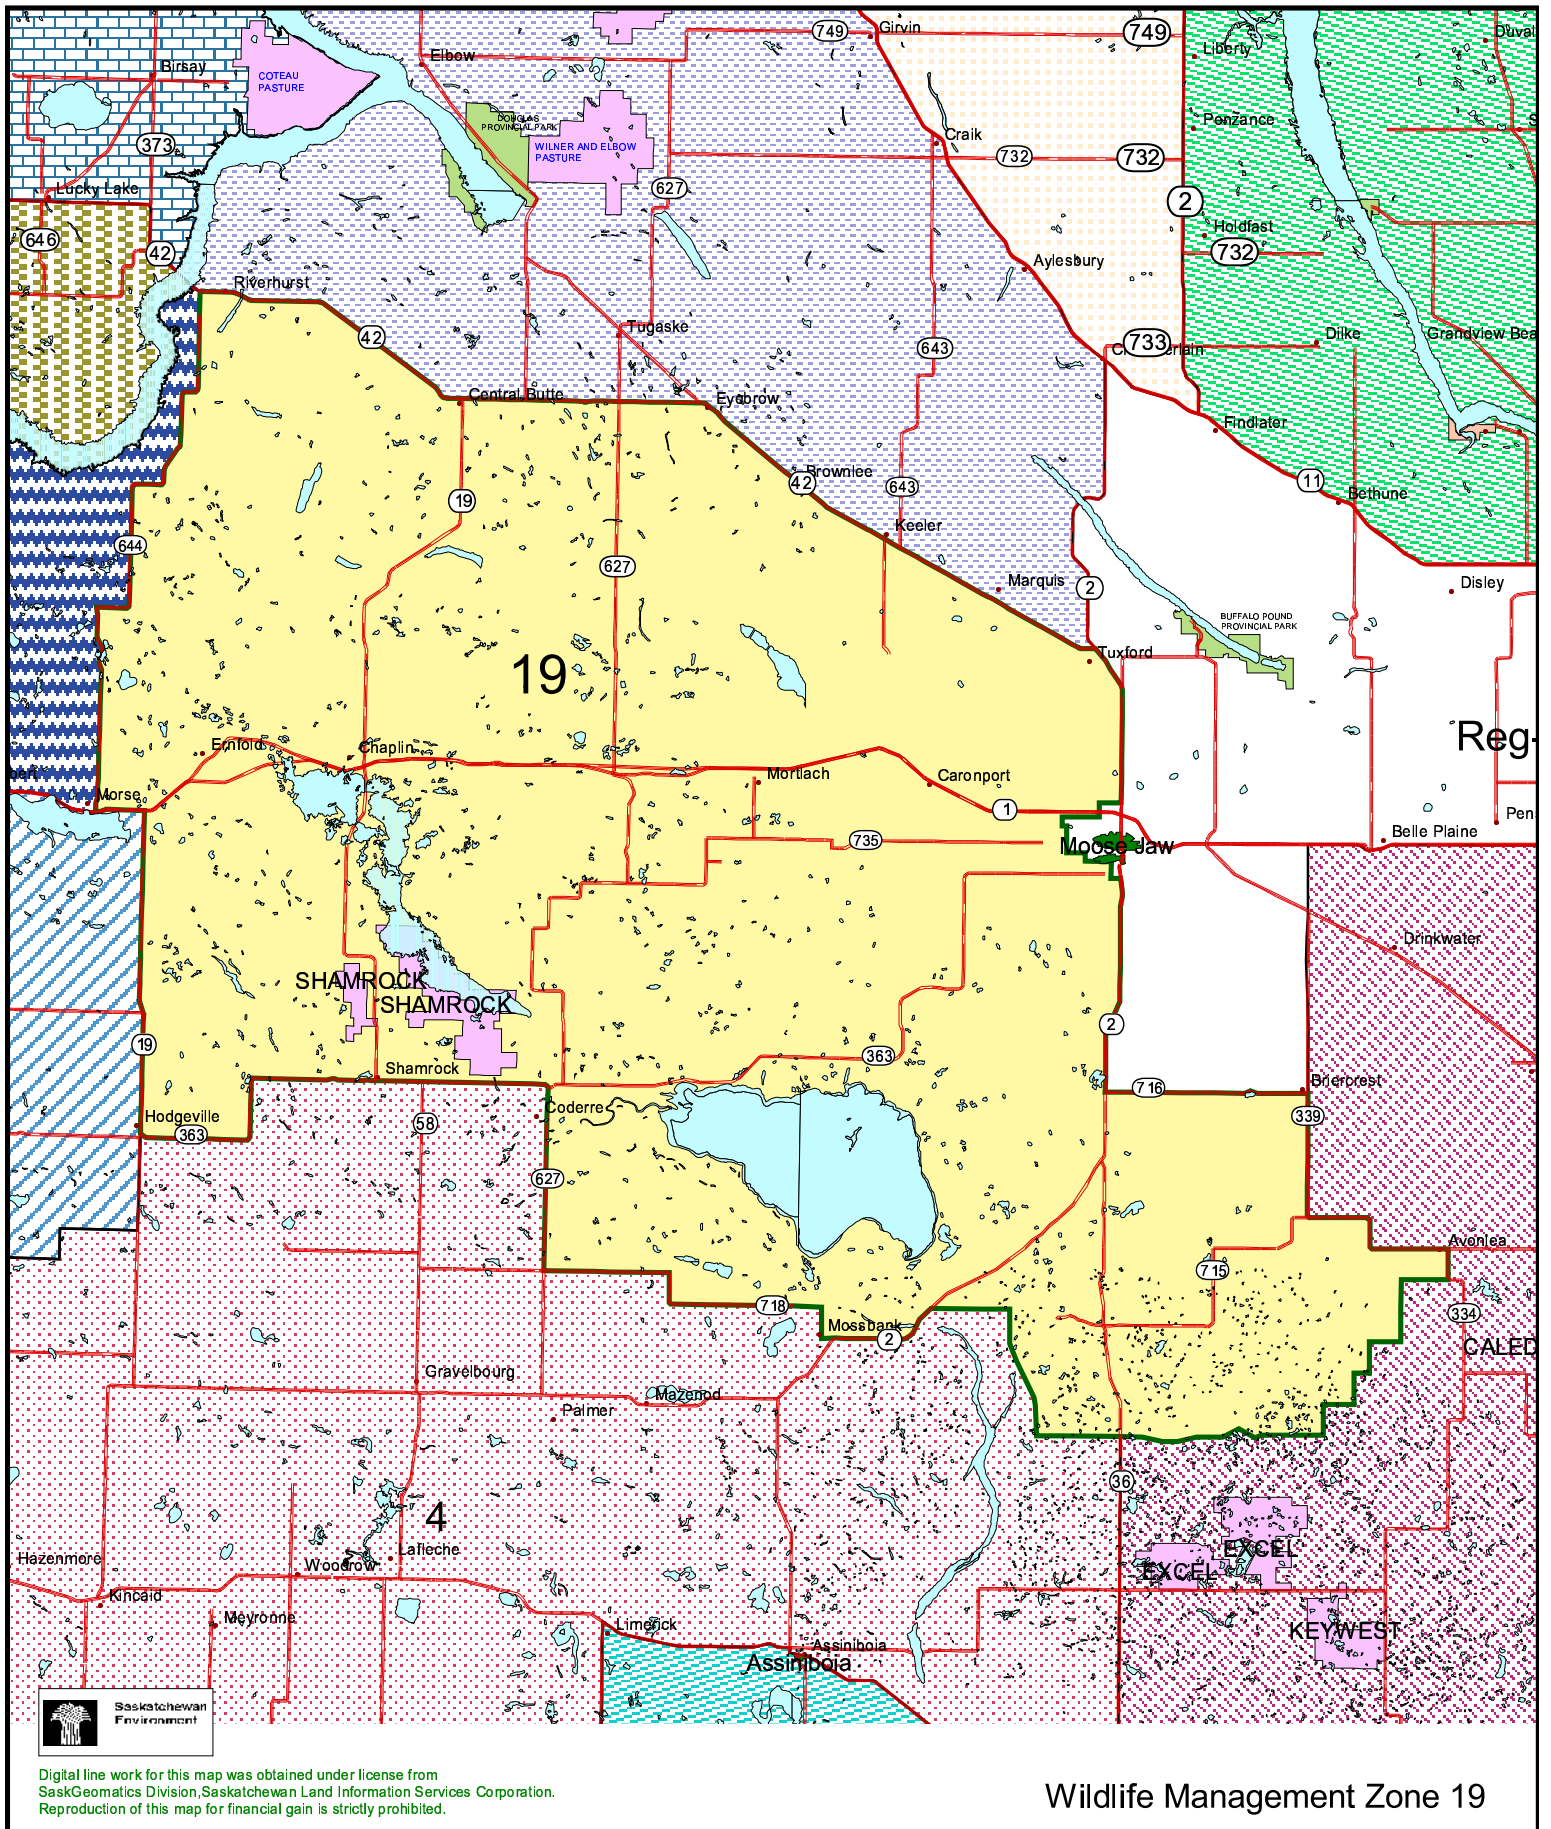 749
Girvin
749
Liberty
Elbow
Birsay
COTEAU
PASTURE
DOUGLAS
PROVINCIAL PARK
Penzance
373
Craik
WILNER AND ELBOW
PASTURE
732
732
Lucky Lake
627
2
646
42
Holdfast
732
Aylesbury
Riverhurst
42
Tugaske
643
733
Dilke
Grandview Bea
Central Butte
Eyebrow
Findlater
Brownlee
42
643
11
Bethune
19
Keeler
644
627
Marquis
2
Disley
BUFFALO POUND
PROVINCIAL PARK
Tuxford
19
Reg
Ernfold
Chaplin
Mortlach
Caronport
bert
Morse
1
Pen
735
Moose Jaw
Belle Plaine
Drinkwater
SHAMROCK
SHAMROCK
2
19
363
Shamrock
716
Briercrest
Hodgeville
363
58
Coderre
339
627
Avonlea
715
718
Mossbank
2
334
CALED
Gravelbourg
Mazenod
Palmer
36
4
Hazenmore
Lafleche
Woodrow
EXCEL
EXCEL
Kincaid
Meyronne
Limerick
KEYWEST
Assiniboia
Assiniboia
Saskatchewan
Environment
Digital line work for this map was obtained under license from
SaskGeomatics Division,Saskatchewan Land Information Services Corporation.
Reproduction of this map for financial gain is strictly prohibited.
Wildlife Management Zone 19